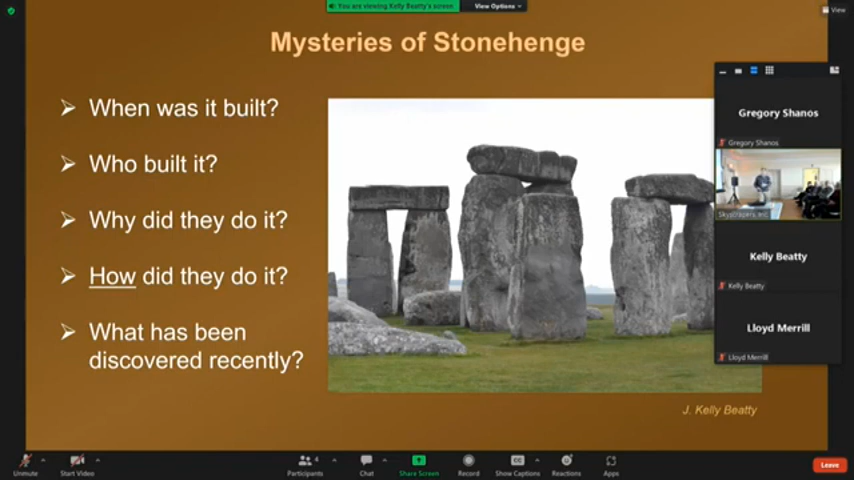 You are viewing Kelly Beatty's screen
View Options
View
Mysteries of Stonehenge
When was it built?
Who built it?
Why did they do it?
How did they do it?
What has been
discovered recently?
J. Kelly Beatty
Gregory Shanos
Gregory Shanos
Skyscrapers, Inc.
Kelly Beatty
Kelly Beatty
Lloyd Merrill
Lloyd Merrill
Unmute
Start Video
Participants
4
Chat
Share Screen
Record
Show Captions
Reactions
Apps
Leave